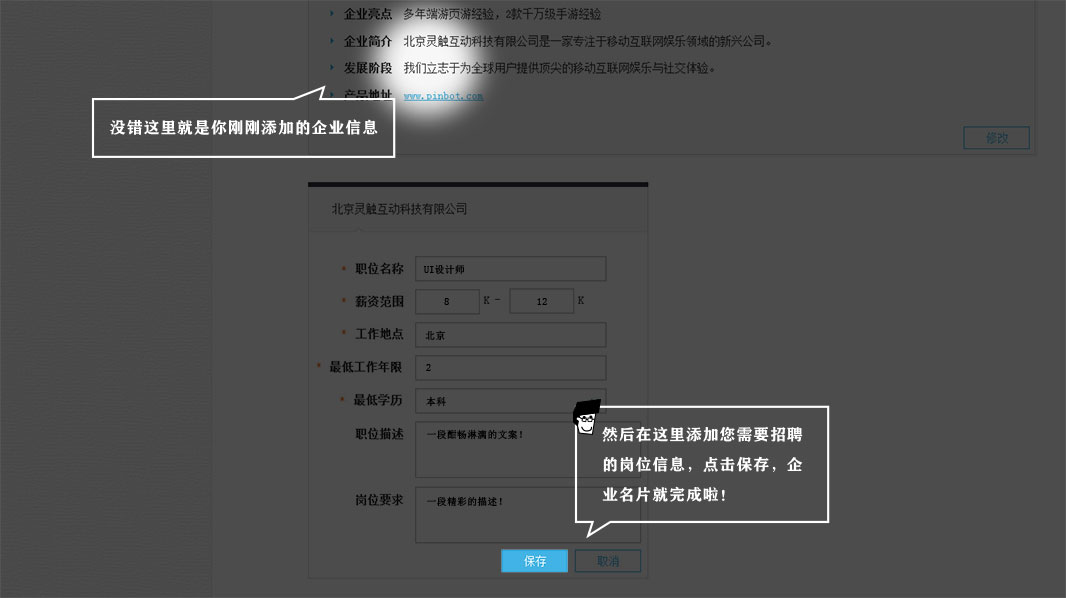 企业亮点 多年端游页游经验，2款千万级手游经验
企业简介 北京灵触互动科技有限公司是一家专注于移动互联网娱乐领域的新兴公司。
发展阶段 我们立志于为全球用户提供顶尖的移动互联网娱乐与社交体验。
产品地址 www.pinbot.com
没错这里就是你刚刚添加的企业信息
修改
北京灵触互动科技有限公司
* 职位名称 UI设计师
* 薪资范围 8 K - 12 K
* 工作地点 北京
* 最低工作年限 2
* 最低学历 本科
职位描述 一段酣畅淋漓的文案！
然后在这里添加您需要招聘
的岗位信息，点击保存，企
业名片就完成啦！
岗位要求 一段精彩的描述！
保存 取消